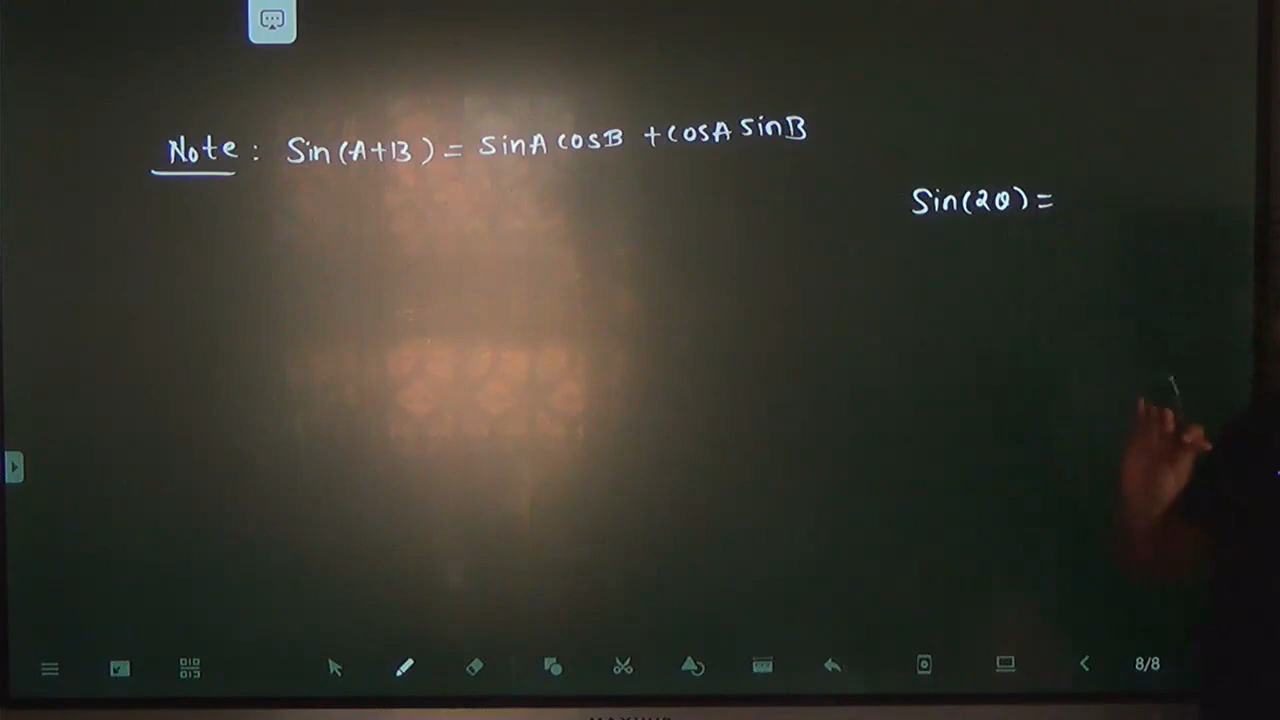 Note: Sin(A+B) = SinA cosB + cosA SinB
Sin(2θ) =
8/8